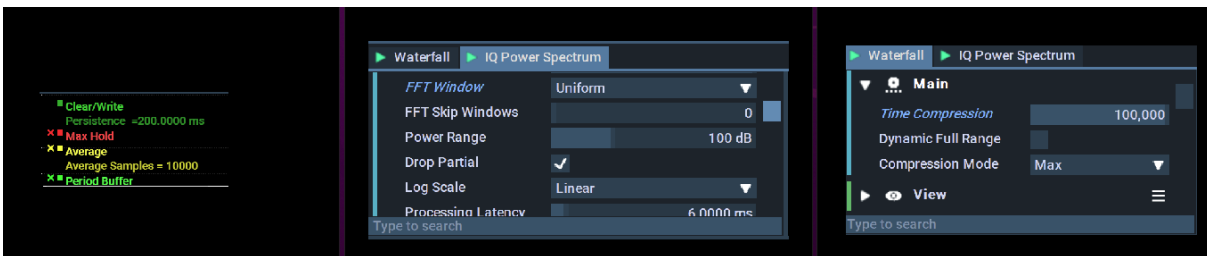 Clear/Write
Persistence =200.0000 ms
Max Hold
Average
Average Samples = 10000
Period Buffer
Waterfall IQ Power Spectrum
FFT Window Uniform
FFT Skip Windows 0
Power Range 100 dB
Drop Partial
Log Scale Linear
Processing Latency 6.0000 ms
Type to search
Waterfall IQ Power Spectrum
Main
Time Compression 100,000
Dynamic Full Range
Compression Mode Max
View
Type to search